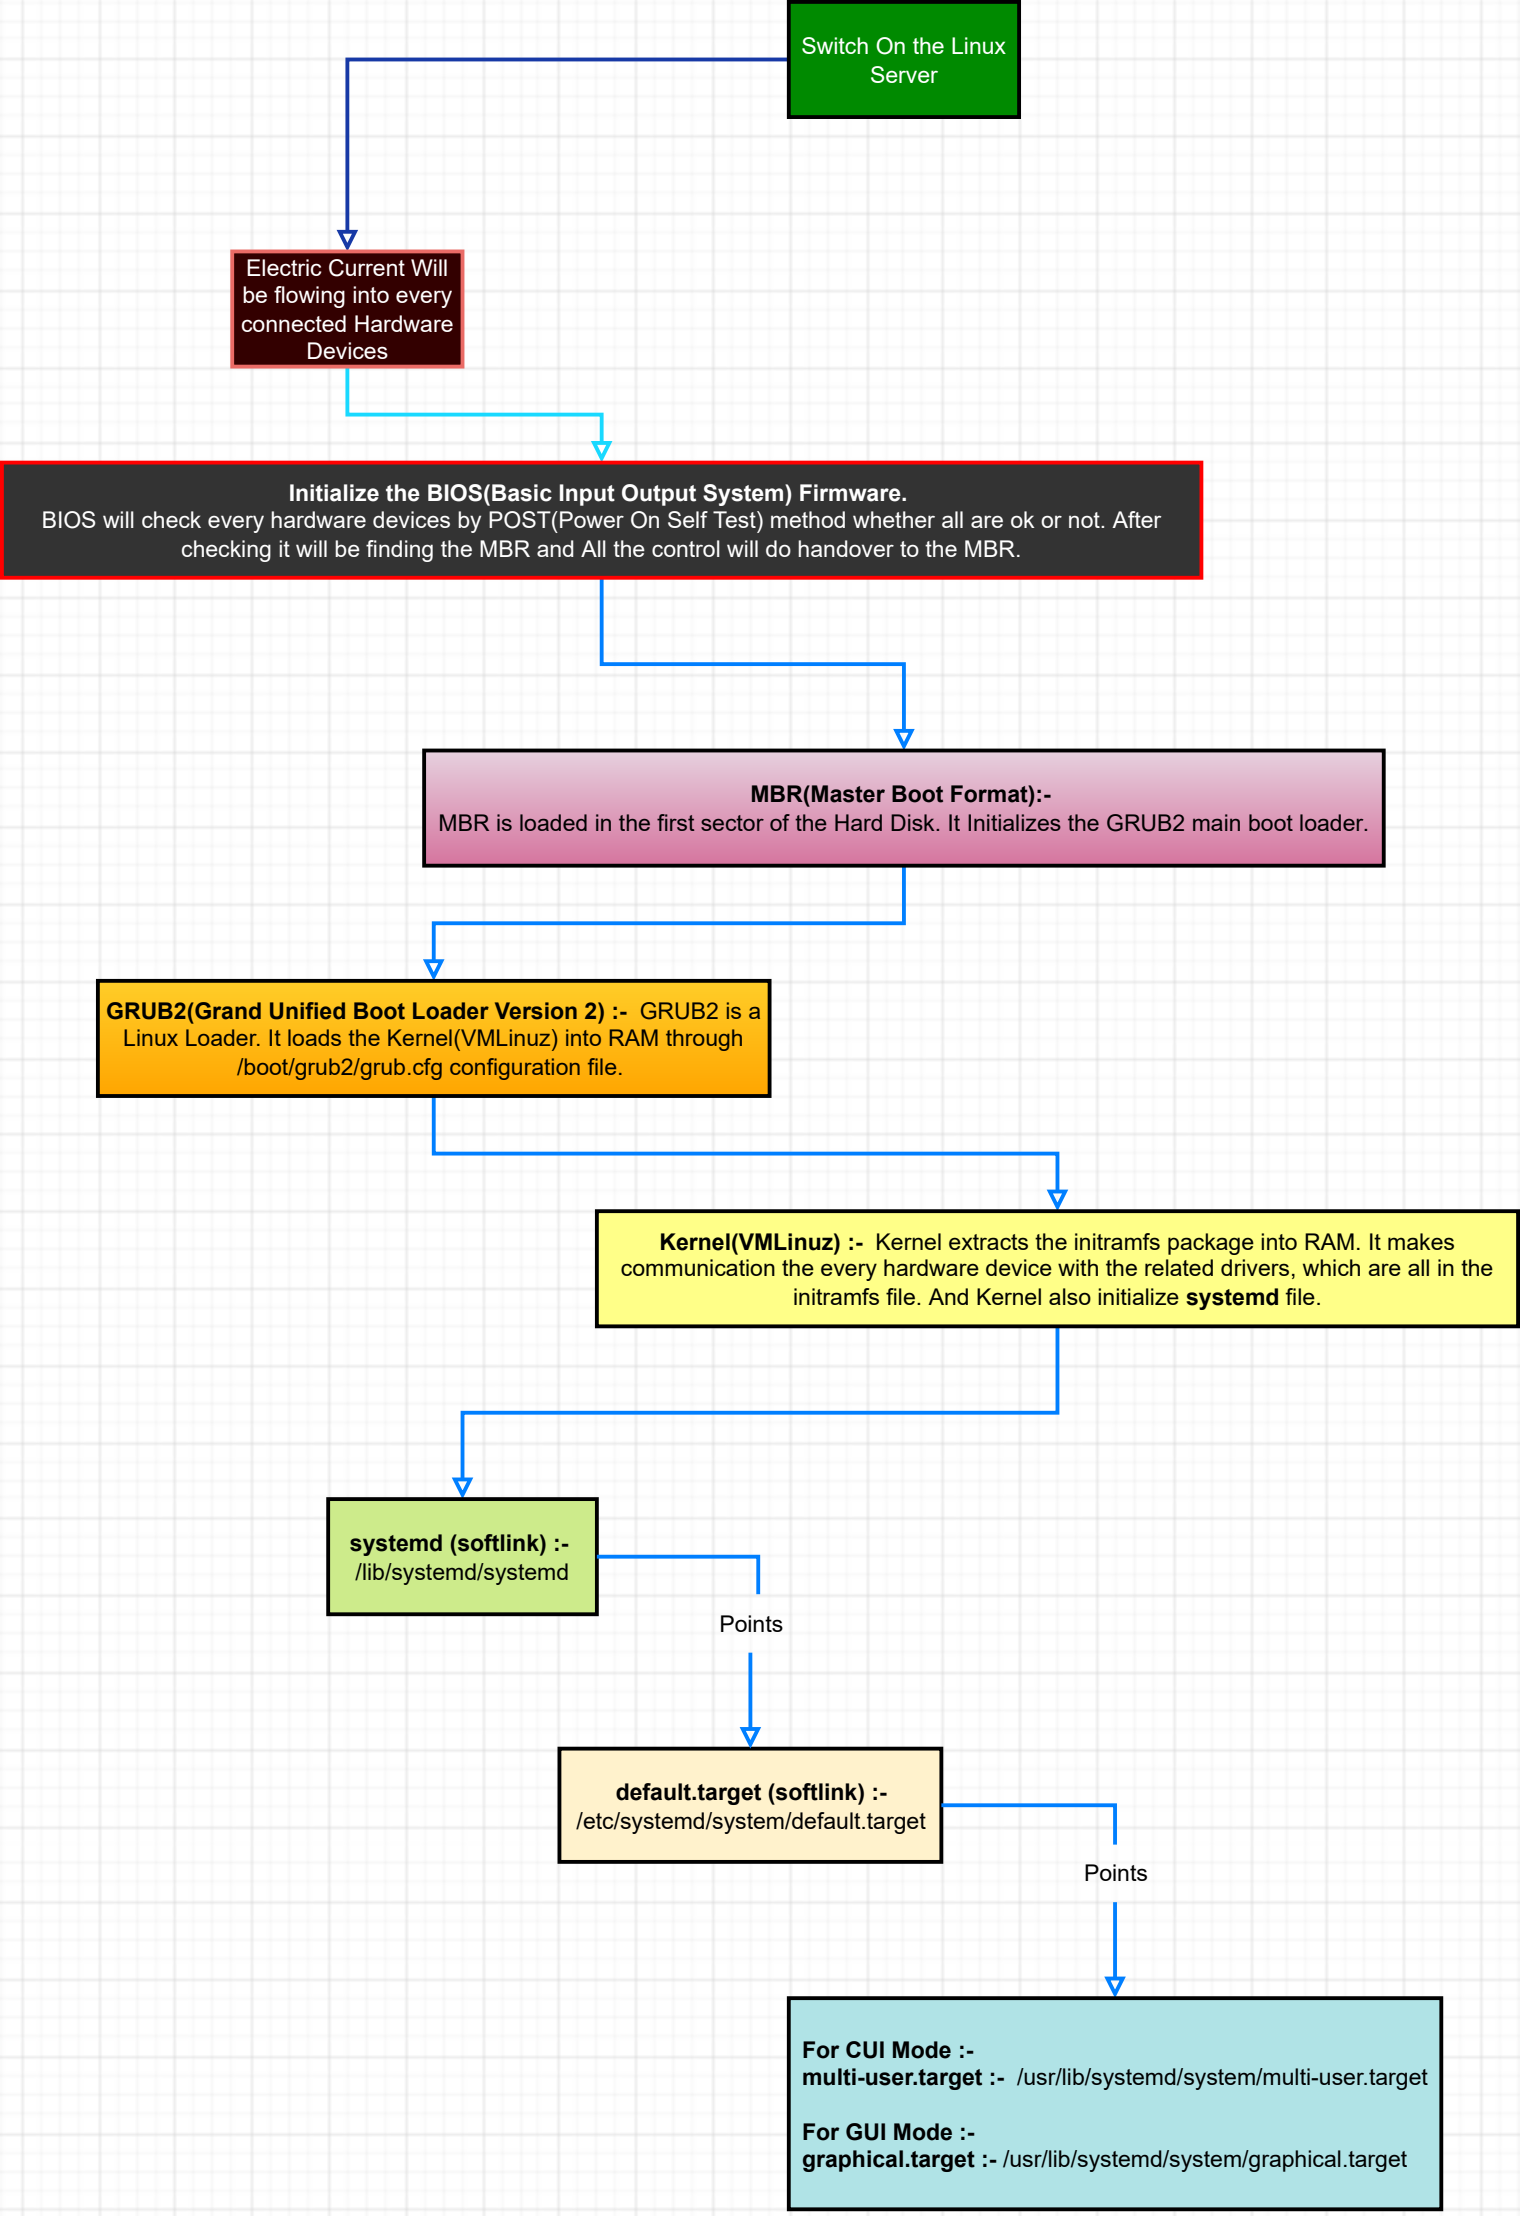 Switch On the Linux
Server
Electric Current Will
be flowing into every
connected Hardware
Devices
Initialize the BIOS(Basic Input Output System) Firmware.
BIOS will check every hardware devices by POST(Power On Self Test) method whether all are ok or not. After
checking it will be finding the MBR and All the control will do handover to the MBR.
MBR(Master Boot Format):-
MBR is loaded in the first sector of the Hard Disk. It Initializes the GRUB2 main boot loader.
GRUB2(Grand Unified Boot Loader Version 2) :-  GRUB2 is a
Linux Loader. It loads the Kernel(VMLinuz) into RAM through
/boot/grub2/grub.cfg configuration file.
Kernel(VMLinuz) :-  Kernel extracts the initramfs package into RAM. It makes
communication the every hardware device with the related drivers, which are all in the
initramfs file. And Kernel also initialize systemd file.
systemd (softlink) :-
/lib/systemd/systemd
Points
default.target (softlink) :-
/etc/systemd/system/default.target
Points
For CUI Mode :-
multi-user.target :-  /usr/lib/systemd/system/multi-user.target
For GUI Mode :-
graphical.target :- /usr/lib/systemd/system/graphical.target